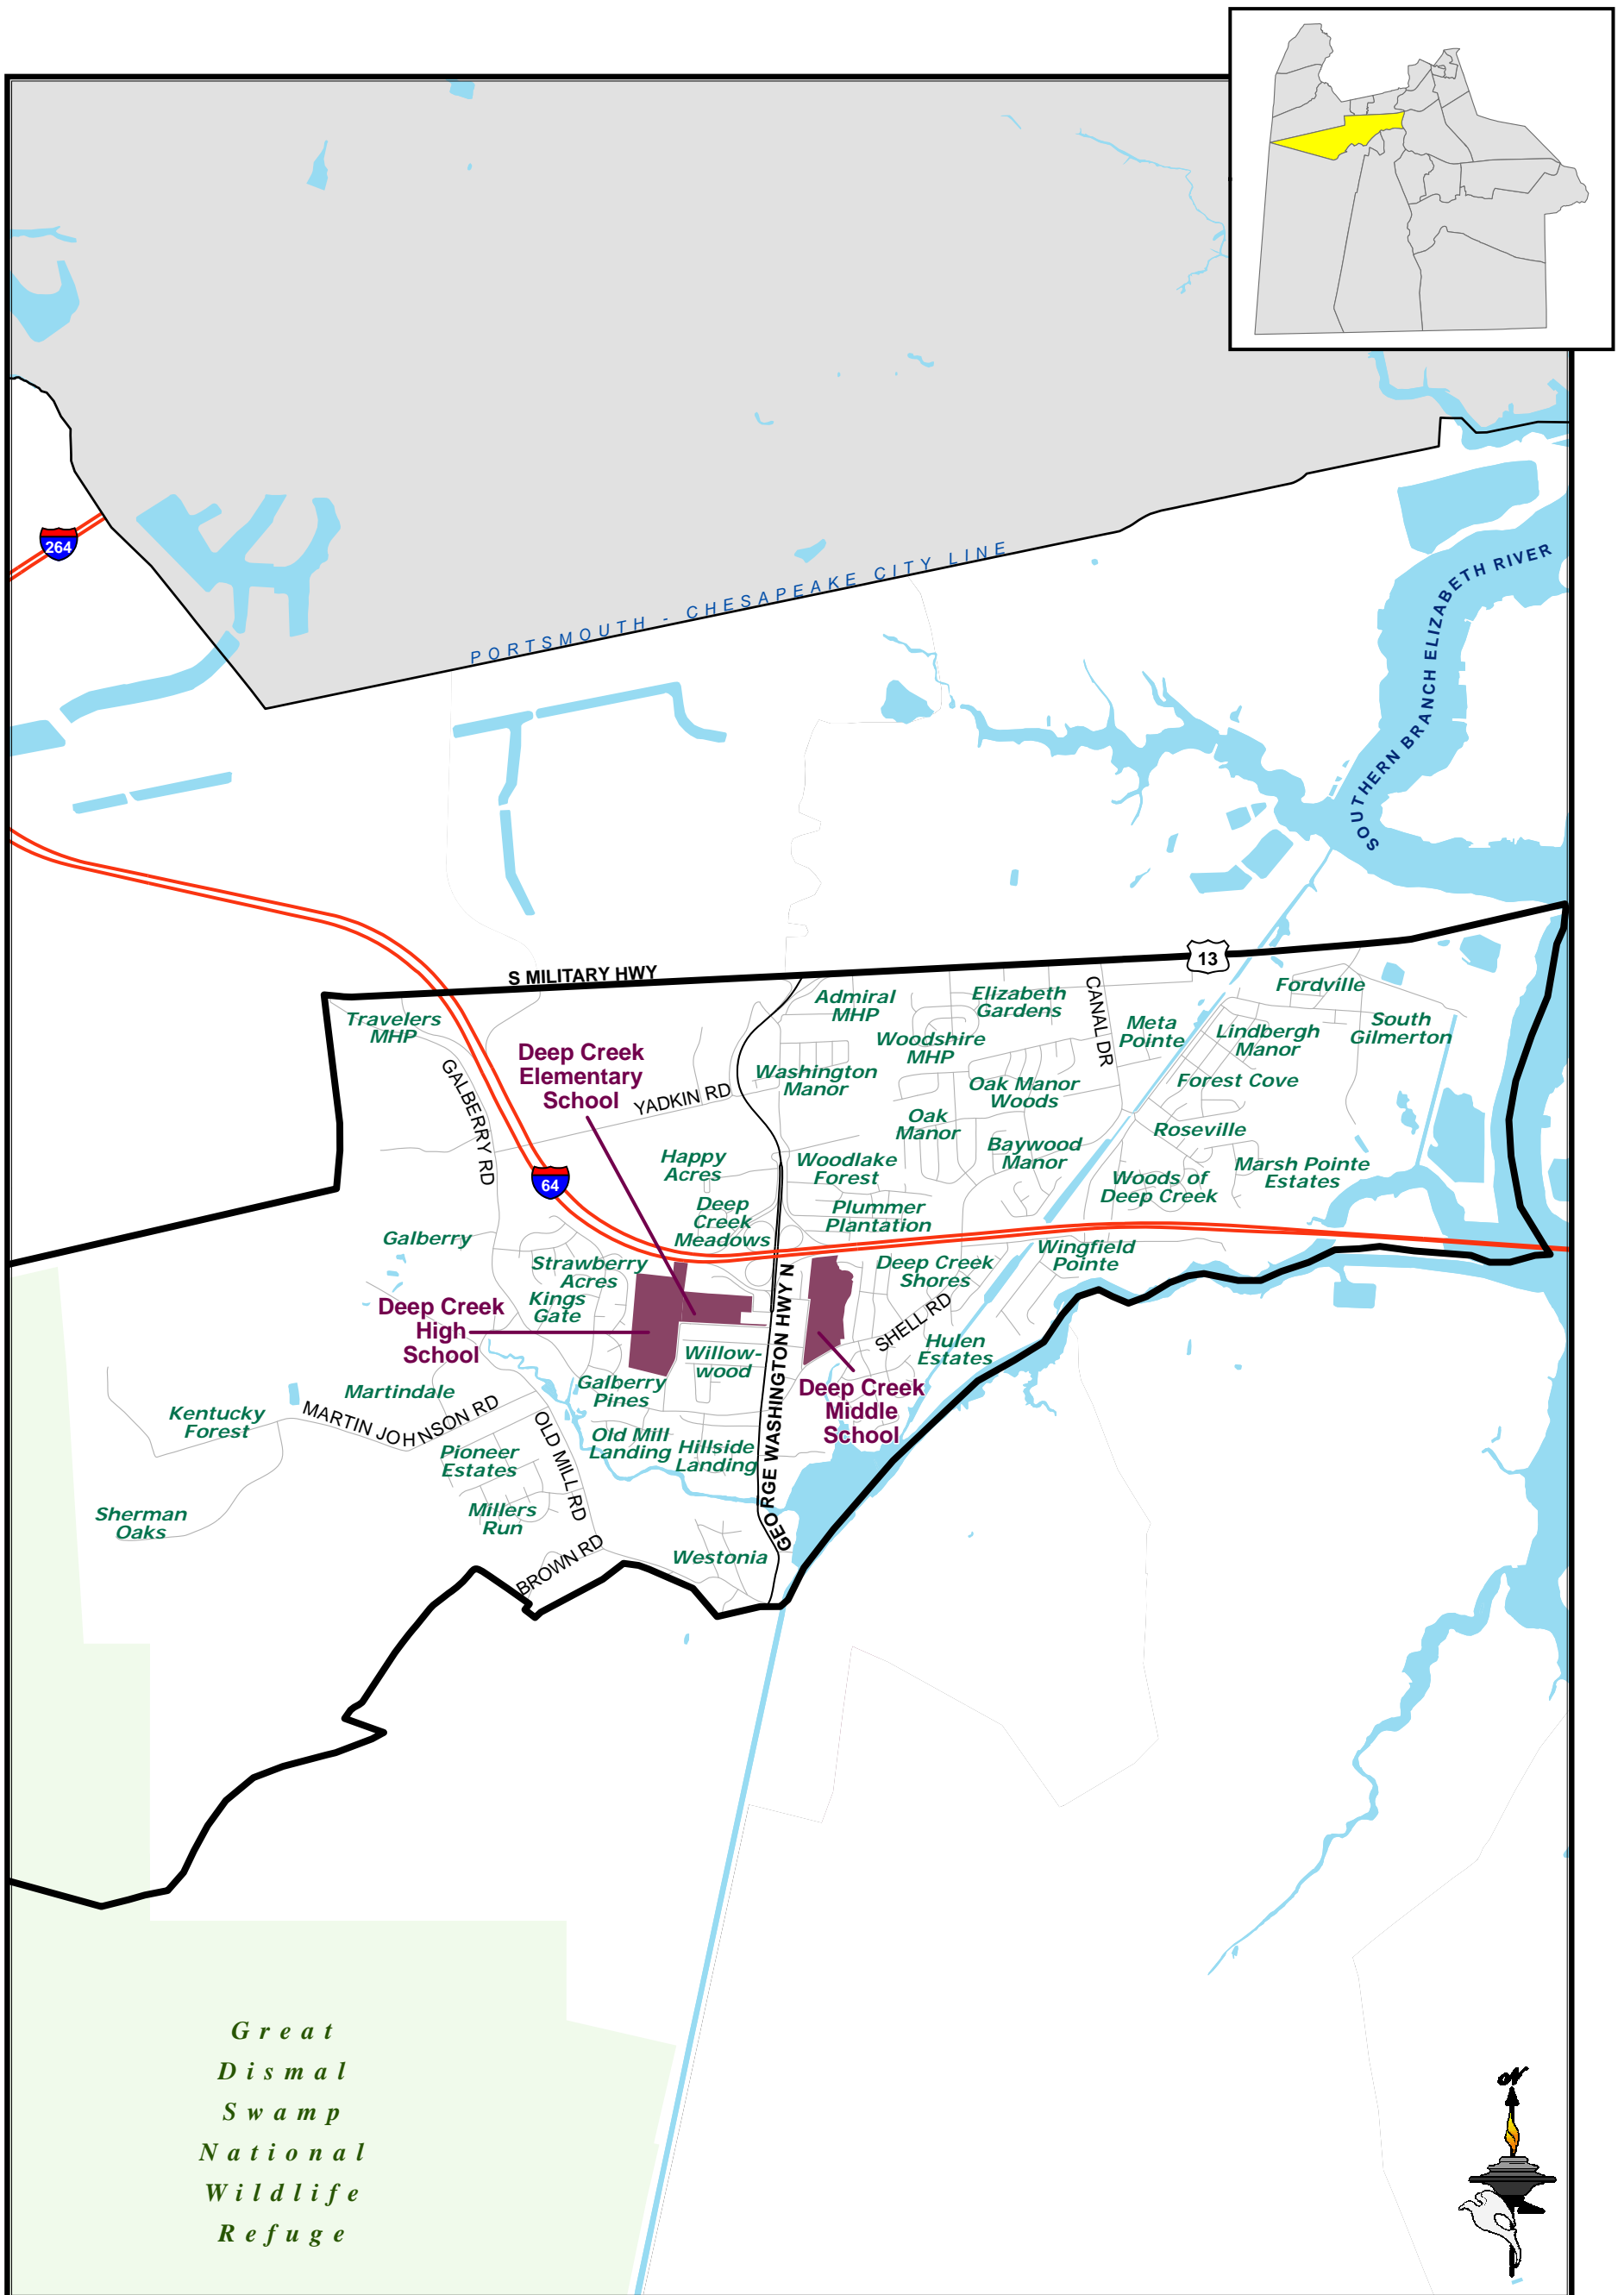 264
PORTSMOUTH - CHESAPEAKE CITY LINE
SOUTHERN BRANCH ELIZABETH RIVER
S MILITARY HWY
13
Travelers
MHP
GALBERRY RD
Deep Creek
Elementary
School
YADKIN RD
Admiral
MHP
Elizabeth
Gardens
CANAL DR
Fordville
Woodshire
MHP
Meta
Pointe
Lindbergh
Manor
South
Gilmerton
Washington
Manor
Oak Manor
Woods
Forest Cove
Oak
Manor
Baywood
Manor
Roseville
Happy
Acres
Woodlake
Forest
Woods of
Deep Creek
Marsh Pointe
Estates
64
Deep
Creek
Meadows
Plummer
Plantation
Galberry
Strawberry
Acres
Kings
Gate
Deep Creek
Shores
Wingfield
Pointe
Deep Creek
High
School
GEORGE WASHINGTON HWY N
SHELL RD
Hulen
Estates
Willow-
wood
Galberry
Pines
Deep Creek
Middle
School
Martindale
Kentucky
Forest
MARTIN JOHNSON RD
OLD MILL RD
Old Mill
Landing
Hillside
Landing
Pioneer
Estates
Sherman
Oaks
Millers
Run
BROWN RD
Westonia
Great
Dismal
Swamp
National
Wildlife
Refuge
N